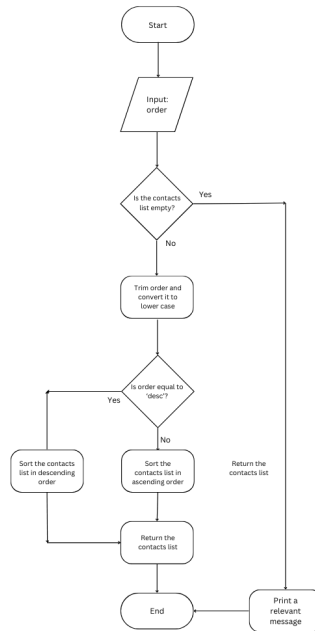 Start
Input:
order
Is the contacts
list empty?
Yes
No
Trim order and
convert it to
lower case
Is order equal to
'desc'?
Yes
No
Sort the contacts
list in descending
order
Sort the
contacts list in
ascending order
Return the
contacts list
Return the
contacts list
End
Print a
relevant
message